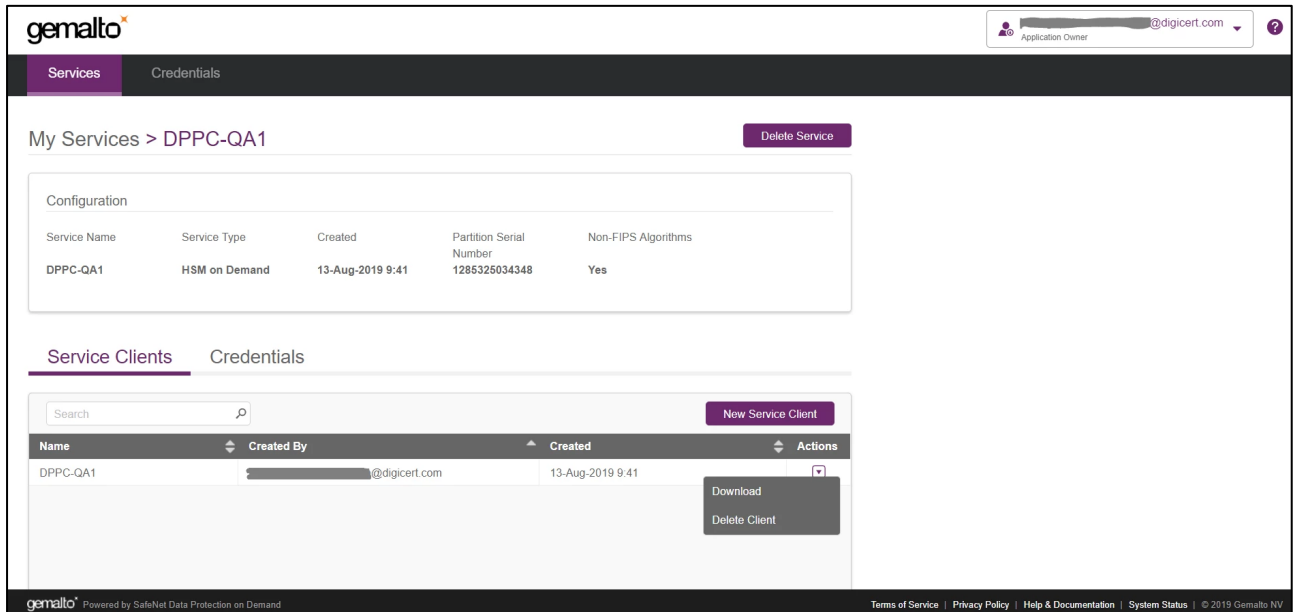 gemalto
@digicert.com
Application Owner
?
Services Credentials
My Services > DPPC-QA1
Delete Service
Configuration
Service Name Service Type Created Partition Serial Number Non-FIPS Algorithms
DPPC-QA1 HSM on Demand 13-Aug-2019 9:41 1285325034348 Yes
Service Clients Credentials
Search New Service Client
Name Created By Created Actions
DPPC-QA1 @digicert.com 13-Aug-2019 9:41
Download
Delete Client
gemalto Powered by SafeNet Data Protection on Demand Terms of Service | Privacy Policy | Help & Documentation | System Status | © 2019 Gemalto NV